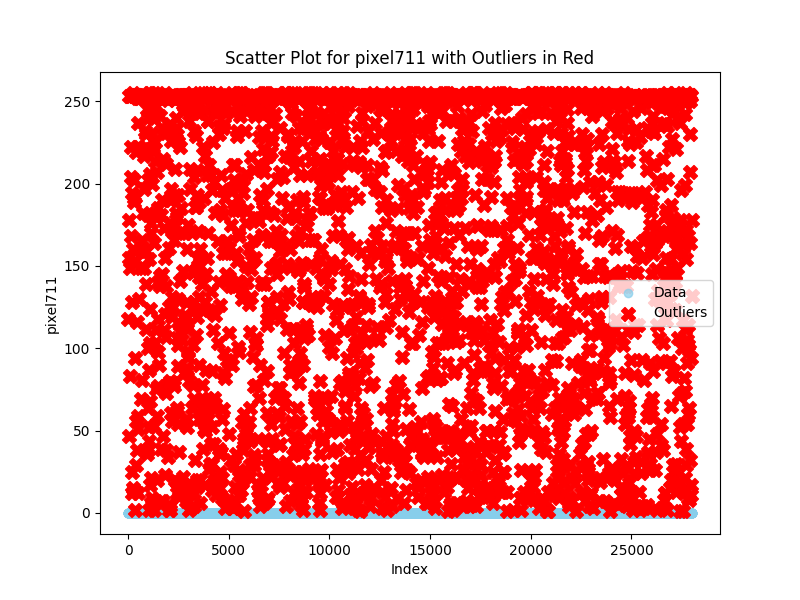 Scatter Plot for pixel711 with Outliers in Red
250
200
150
100
50
0
pixel711
Data
Outliers
0
5000
10000
15000
20000
25000
Index